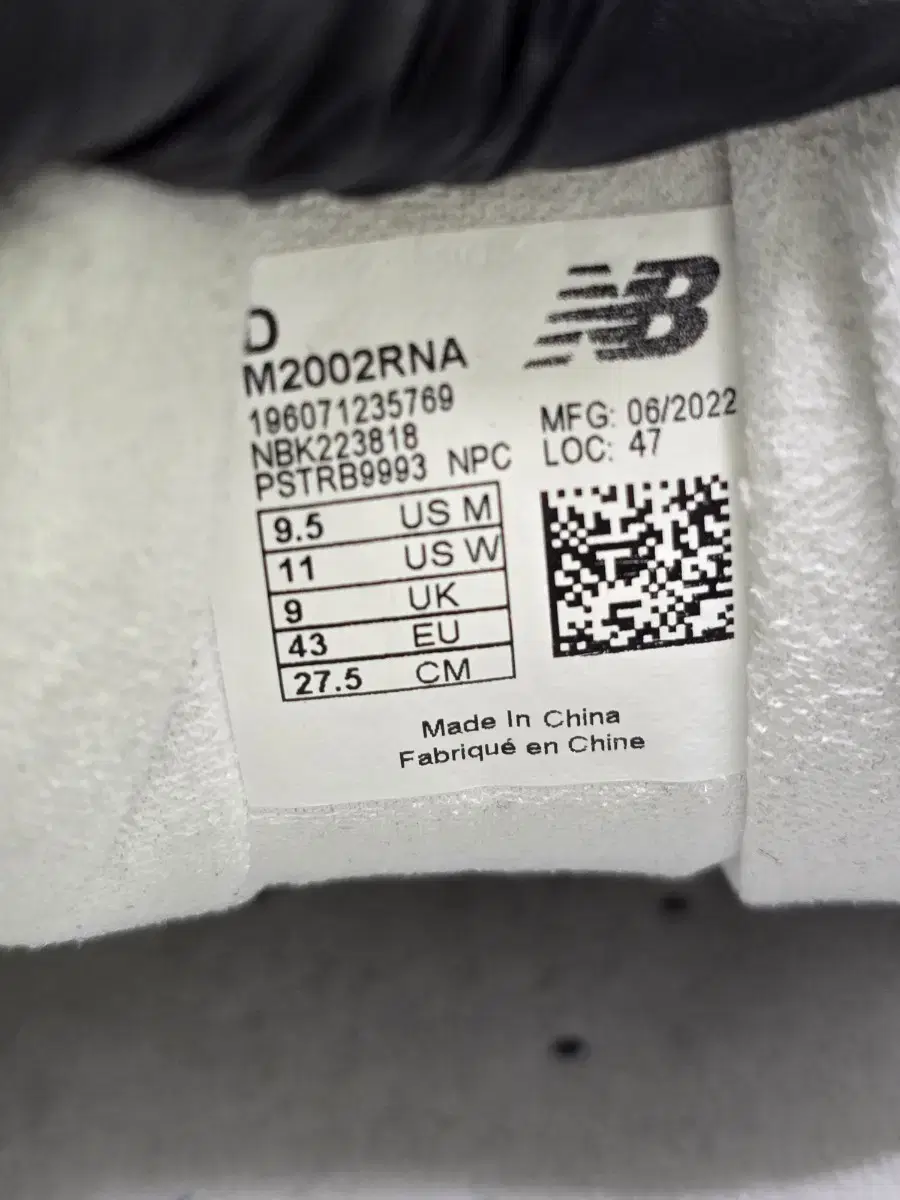 D
NB
M2002RNA
196071235769
NBK223818
PSTRB9993 NPC
MFG: 06/2022
LOC: 47
9.5 US M
11 US W
9 UK
43 EU
27.5 CM
Made In China
Fabriqué en Chine